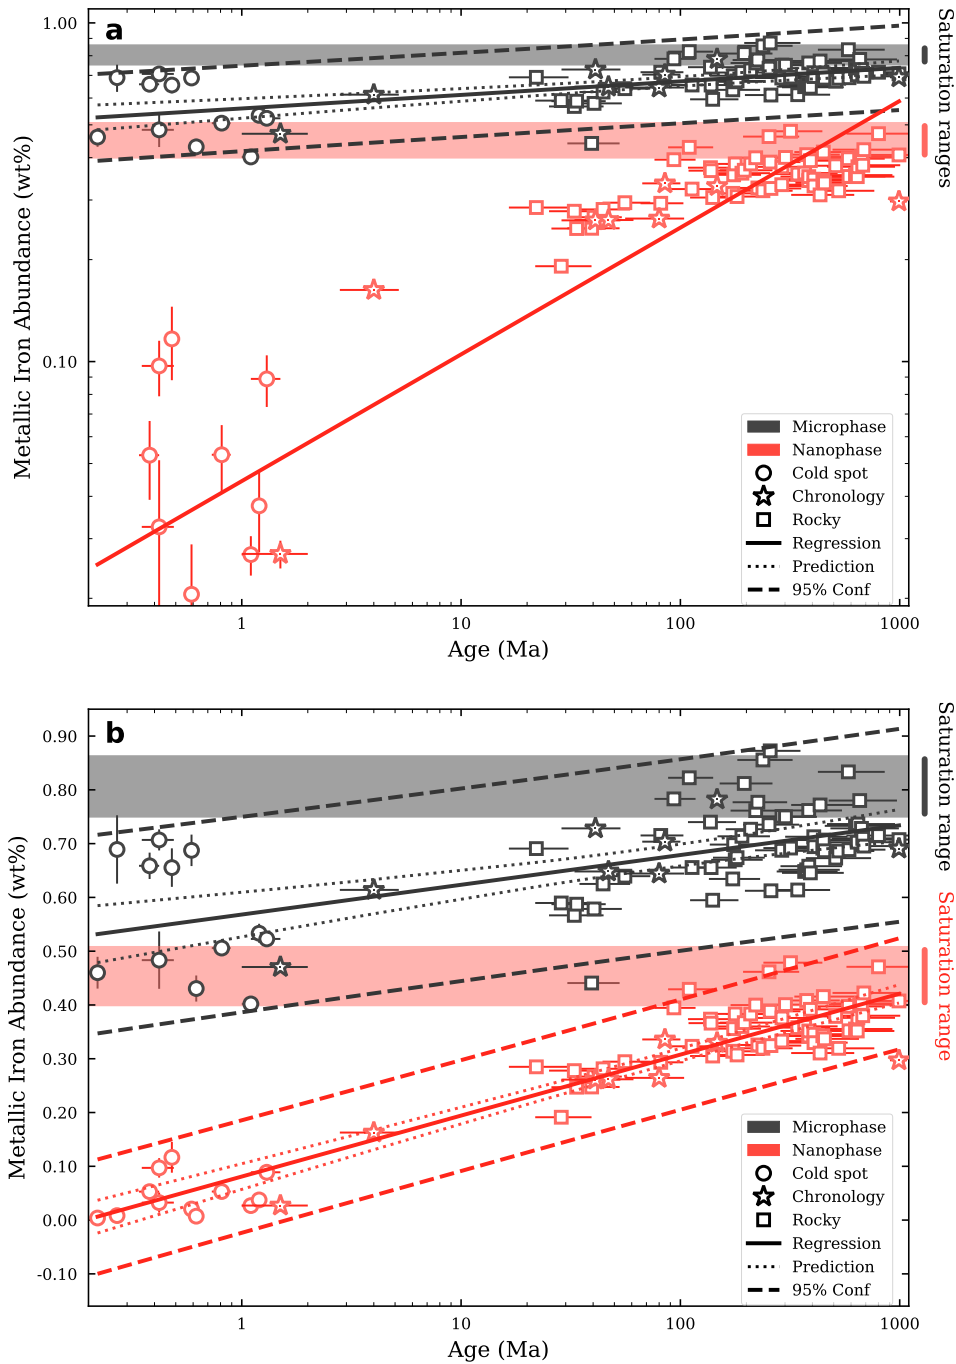 a
1.00
0.10
Metallic Iron Abundance (wt%)
Saturation ranges
Microphase
Nanophase
Cold spot
Chronology
Rocky
Regression
Prediction
95% Conf
1
10
100
1000
Age (Ma)
b
0.90
0.80
0.70
0.60
0.50
0.40
0.30
0.20
0.10
0.00
-0.10
Metallic Iron Abundance (wt%)
Saturation range
Saturation range
Microphase
Nanophase
Cold spot
Chronology
Rocky
Regression
Prediction
95% Conf
1
10
100
1000
Age (Ma)